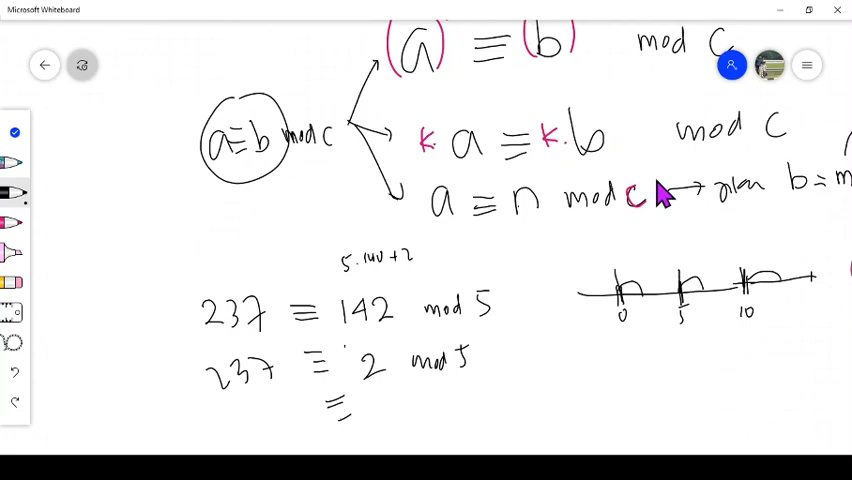 Microsoft Whiteboard
(a) ≡ (b) mod C
a≡b mod C
k. a ≡ k. b mod C
a ≡ n mod C → b = m
5.140+2
237 ≡ 142 mod 5
237 ≡ 2 mod 5
≡
0 5 10